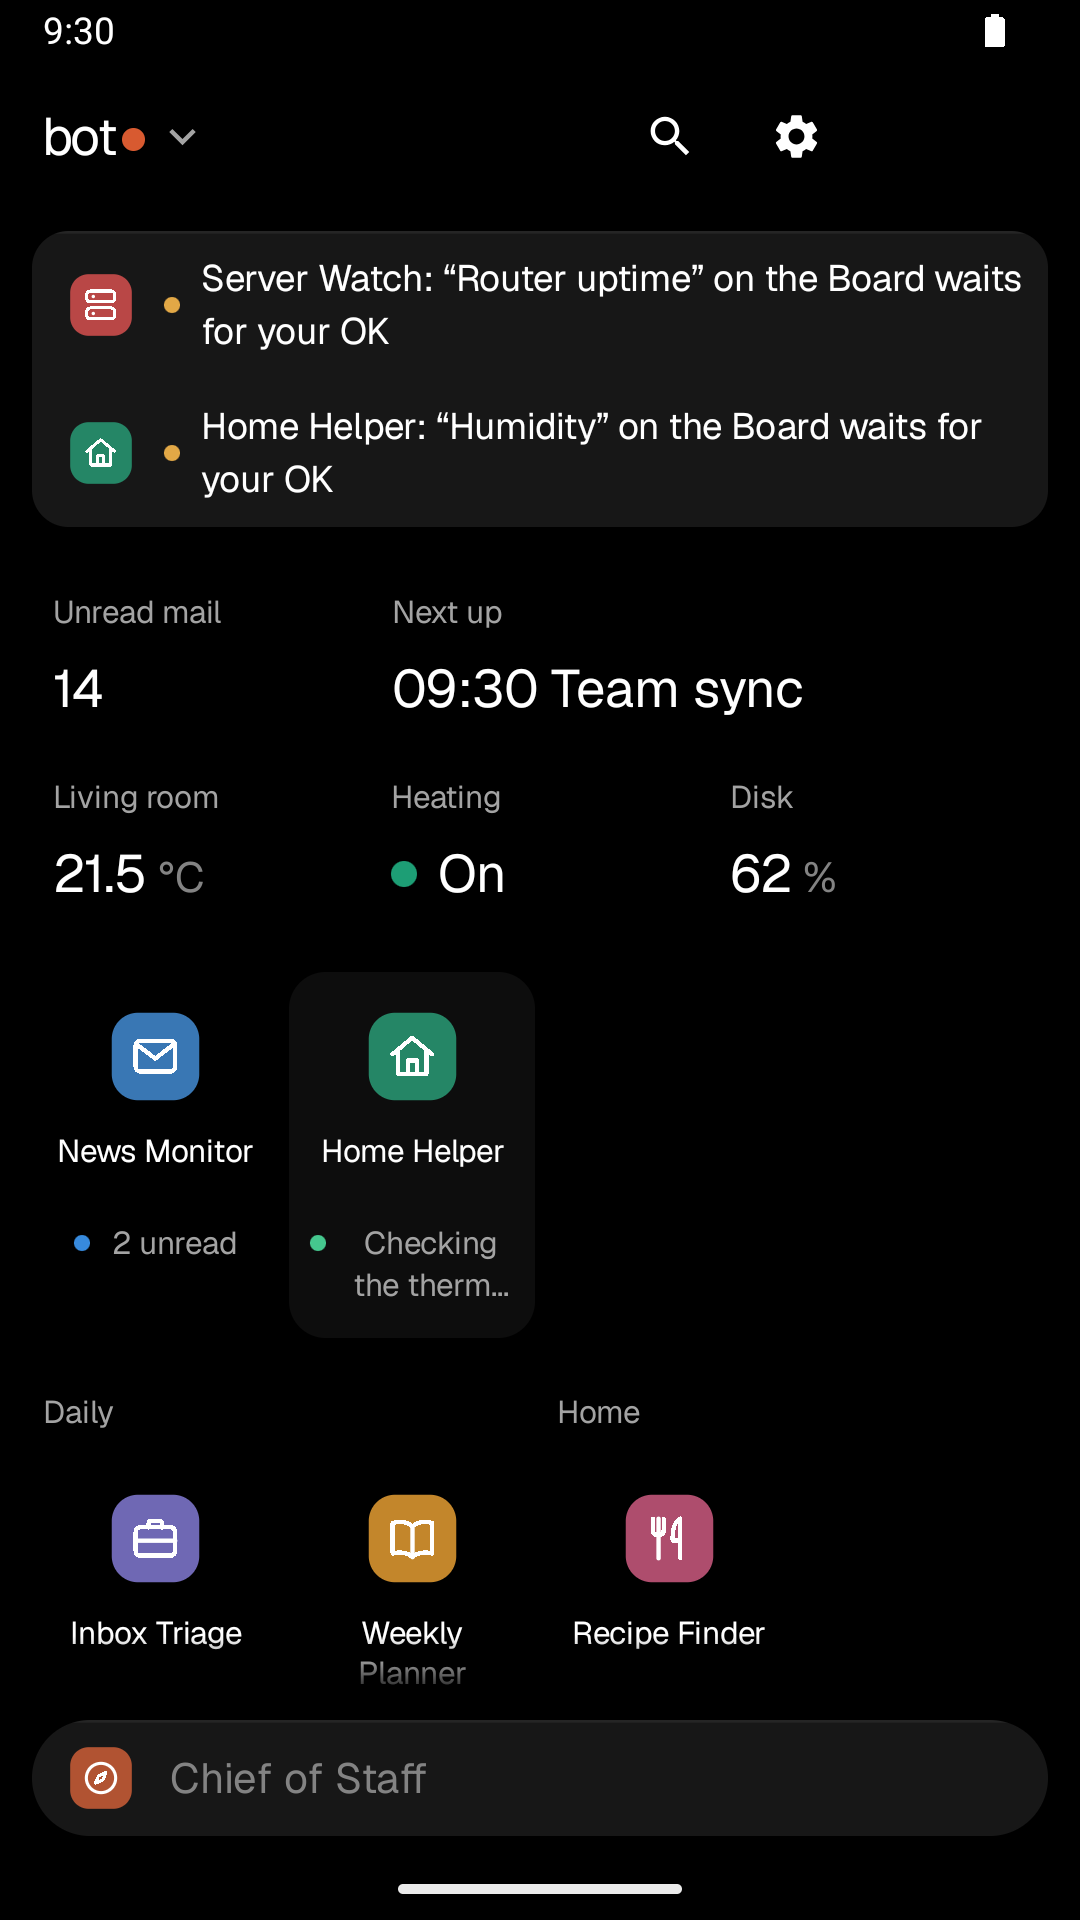 9:30
bot
Server Watch: “Router uptime” on the Board waits
for your OK
Home Helper: “Humidity” on the Board waits for
your OK
Unread mail
14
Next up
09:30 Team sync
Living room
21.5 °C
Heating
On
Disk
62 %
News Monitor
2 unread
Home Helper
Checking
the therm...
Daily
Home
Inbox Triage
Weekly
Planner
Recipe Finder
Chief of Staff